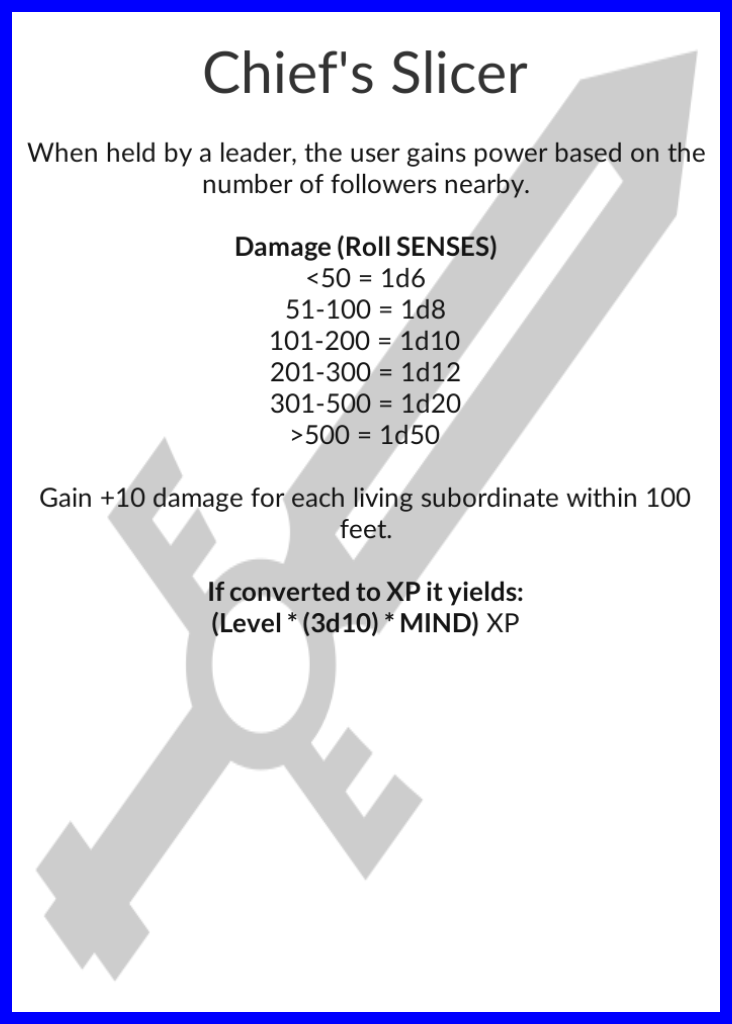 Chief's Slicer
When held by a leader, the user gains power based on the
number of followers nearby.
Damage (Roll SENSES)
<50 = 1d6
51-100 = 1d8
101-200 = 1d10
201-300 = 1d12
301-500 = 1d20
>500 = 1d50
Gain +10 damage for each living subordinate within 100
feet.
If converted to XP it yields:
(Level * (3d10) * MIND) XP